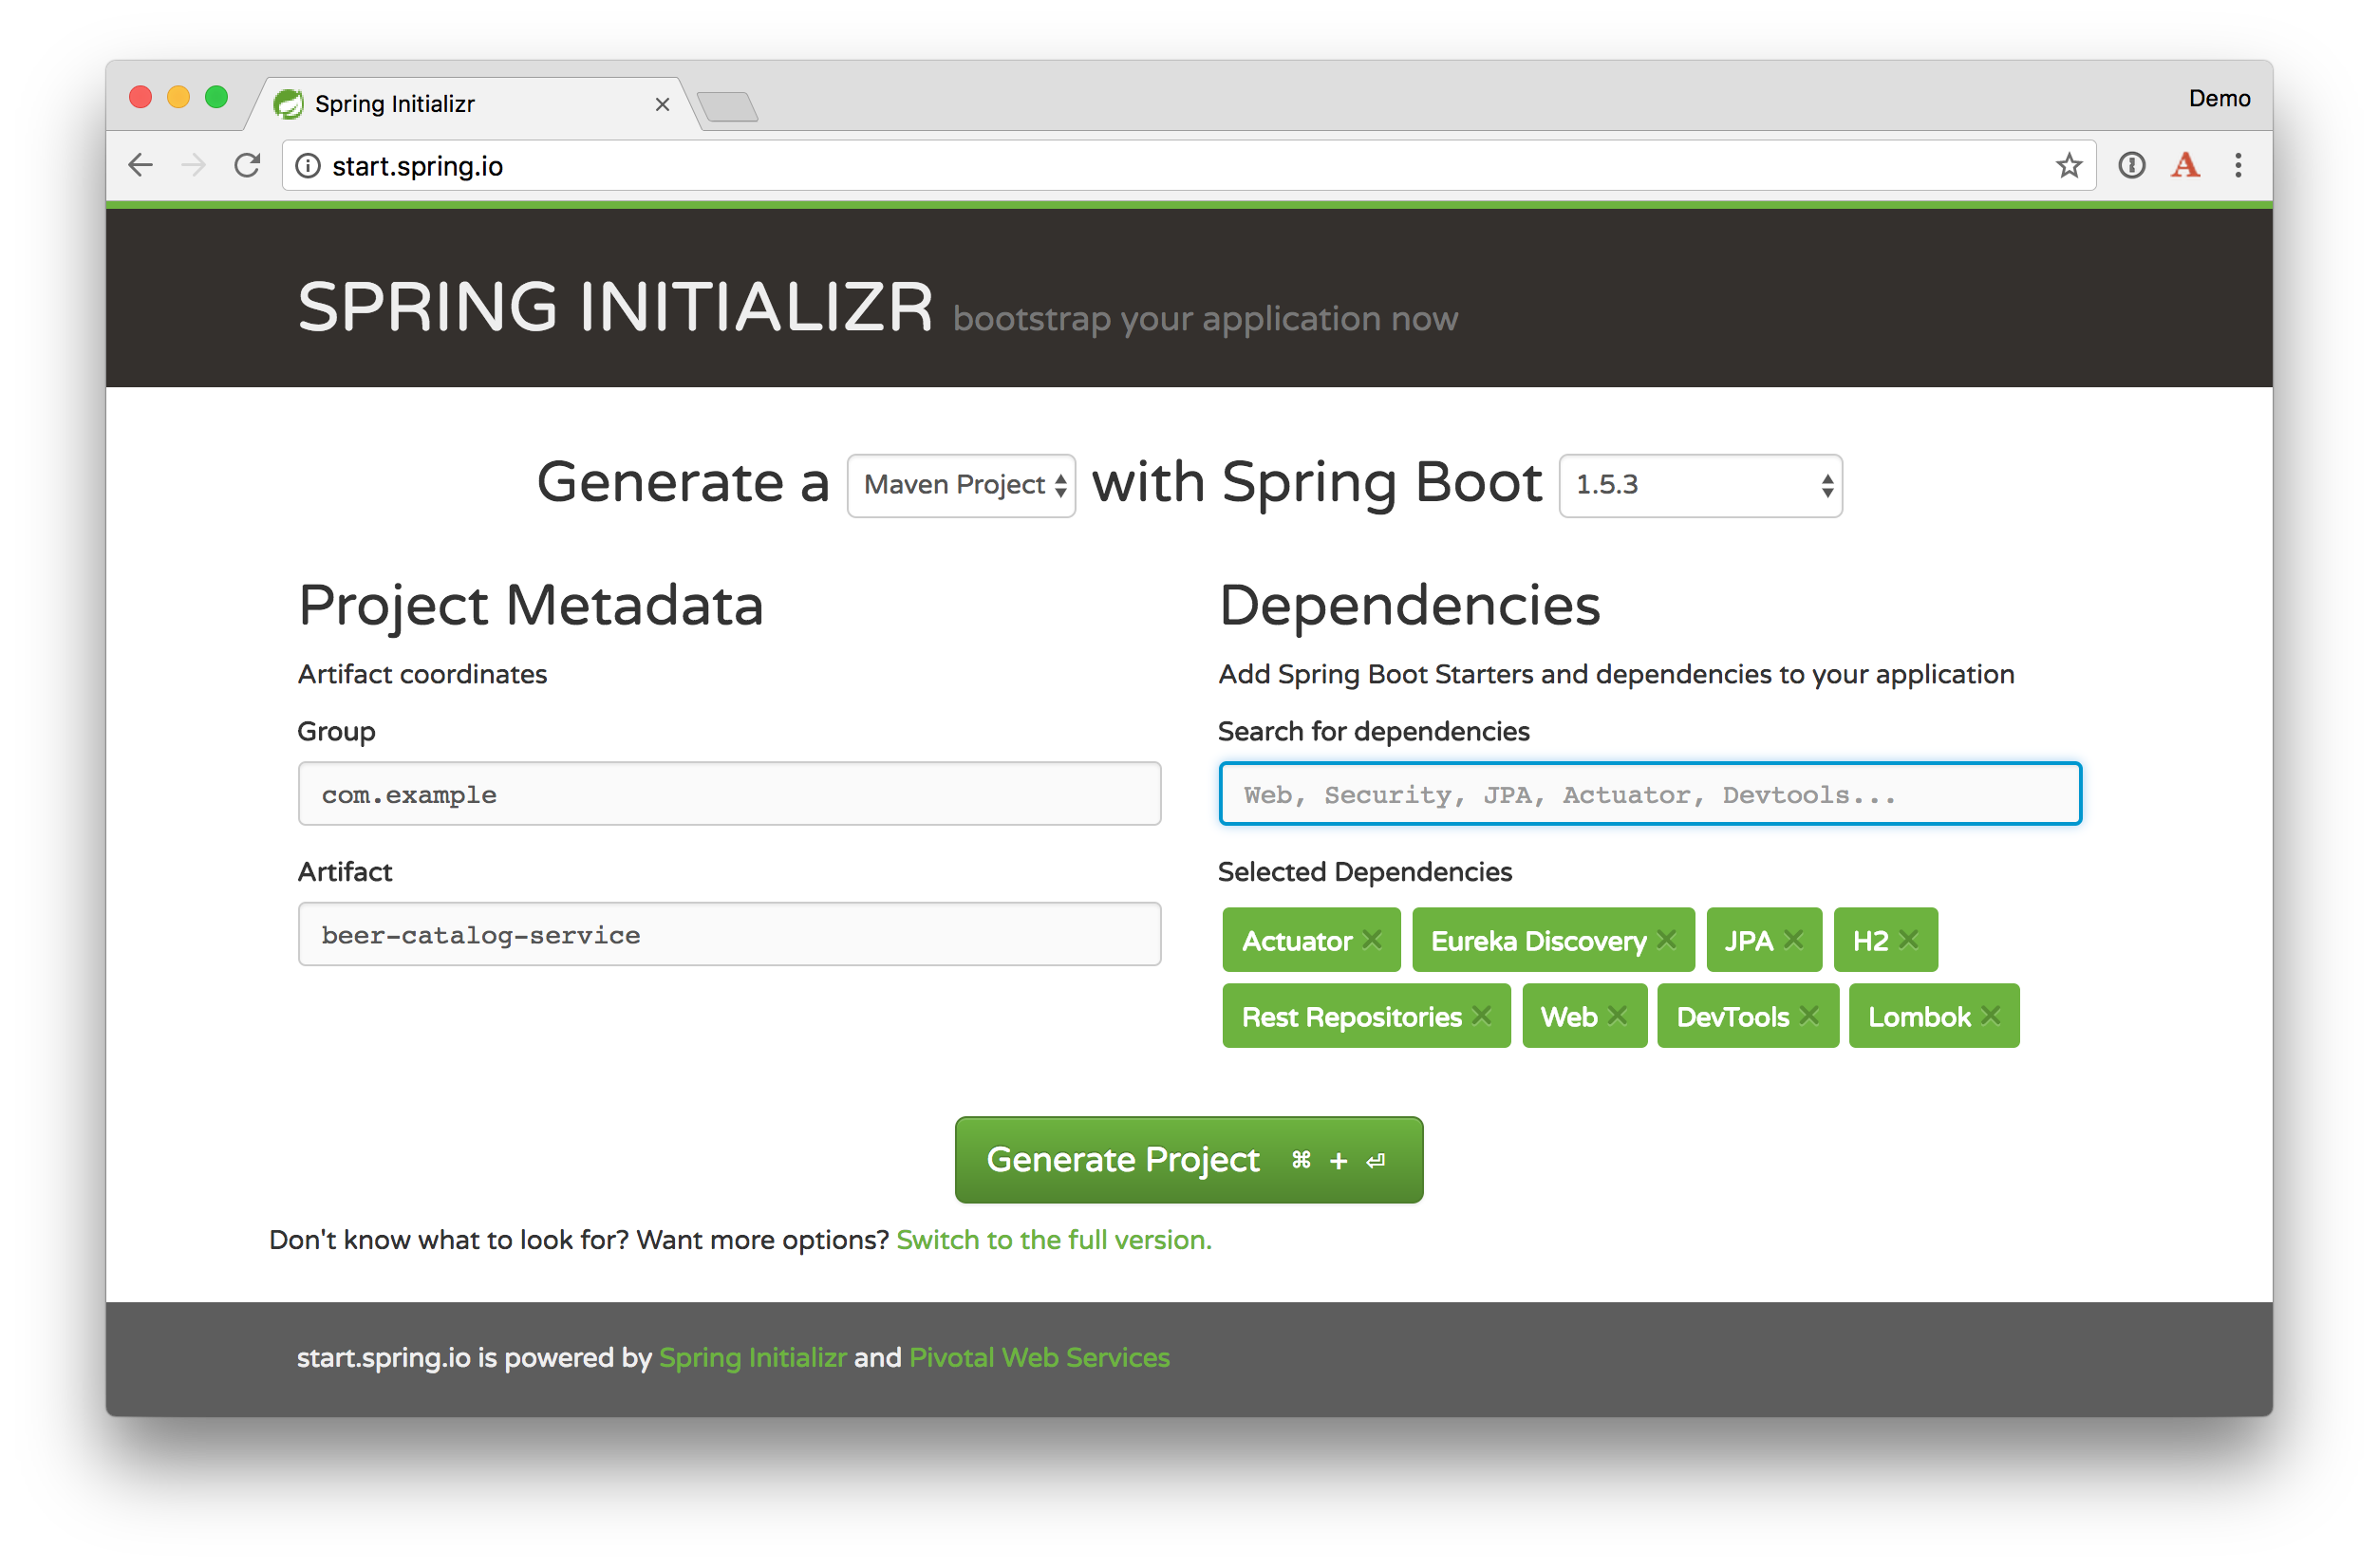 Spring Initializr
Demo
start.spring.io
A
SPRING INITIALIZR bootstrap your application now
Generate a Maven Project with Spring Boot 1.5.3
Project Metadata
Artifact coordinates
Group
com.example
Artifact
beer-catalog-service
Dependencies
Add Spring Boot Starters and dependencies to your application
Search for dependencies
Web, Security, JPA, Actuator, Devtools...
Selected Dependencies
Actuator Eureka Discovery JPA H2
Rest Repositories Web DevTools Lombok
Generate Project ⌘ + ⏎
Don't know what to look for? Want more options? Switch to the full version.
start.spring.io is powered by Spring Initializr and Pivotal Web Services